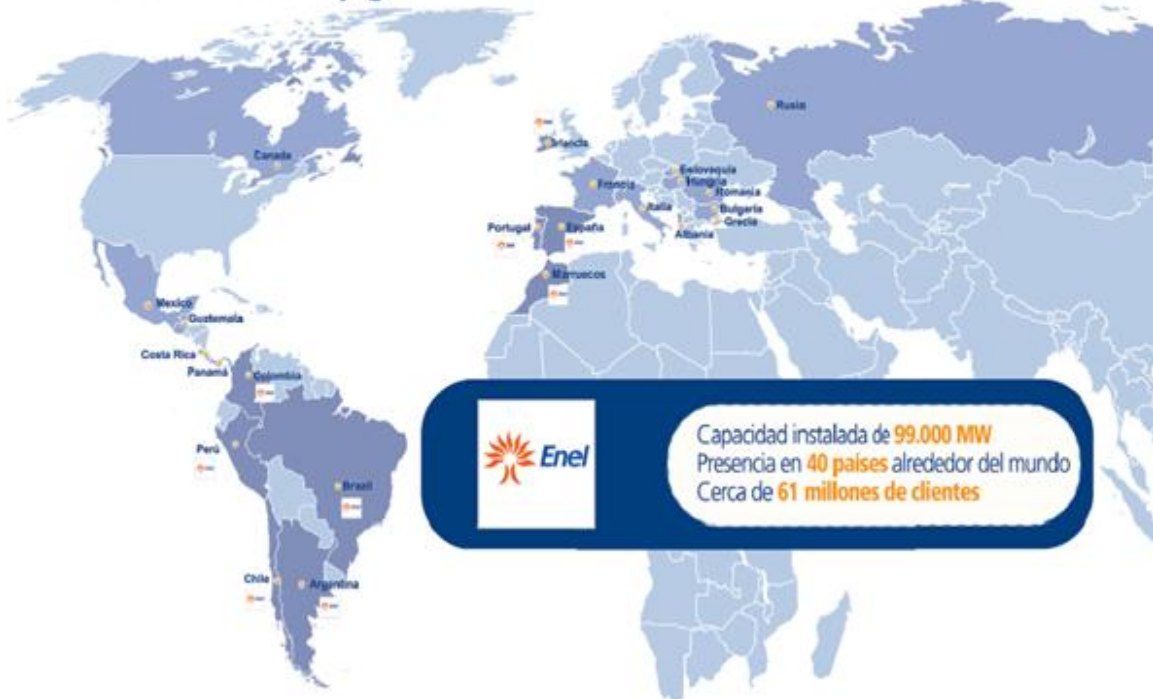 Rusia
Irlanda
Canada
Eslovaquia
Hungria
Francia
Romania
Italia
Bulgaria
Grecia
Portugal
España
Albania
Marruecos
Mexico
Guatemala
Costa Rica
Panamá
Colombia
Perú
Brazil
Chile
Argentina
Enel
Capacidad instalada de 99.000 MW
Presencia en 40 países alrededor del mundo
Cerca de 61 millones de clientes